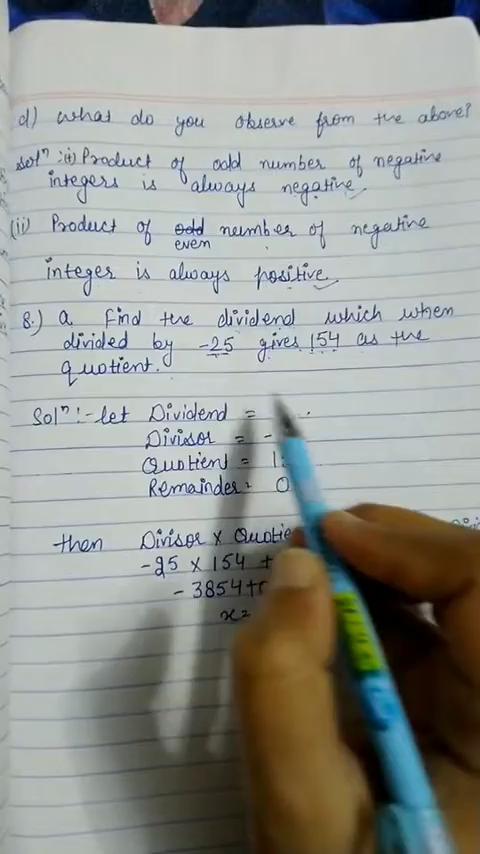 d) What do you observe from the above?
Solⁿ :- (i) Product of odd number of negative
integers is always negative.
(ii) Product of odd number of negative
even
integer is always positive.
8.) a Find the dividend which when
divided by -25 gives 154 as the
quotient.
Solⁿ :- let Dividend =
Divisor = -
Quotient = 1
Remainder = 0
then Divisor × Quotie
-25 × 154 +
- 3854 +
x =